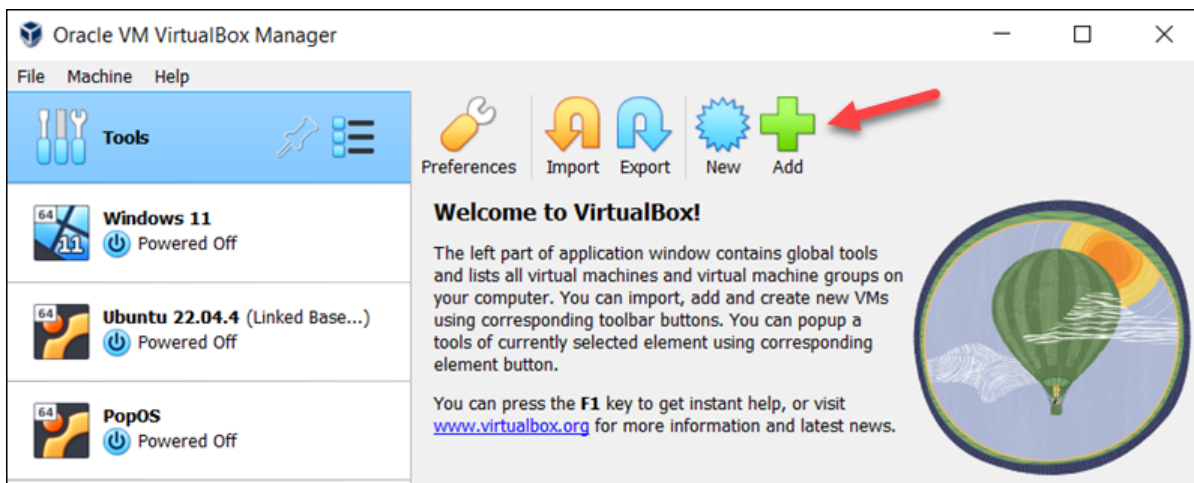 Oracle VM VirtualBox Manager
File Machine Help
Tools
Preferences Import Export New Add
64
11
Windows 11
Powered Off
64
Ubuntu 22.04.4 (Linked Base...)
Powered Off
64
PopOS
Powered Off
Welcome to VirtualBox!
The left part of application window contains global tools
and lists all virtual machines and virtual machine groups on
your computer. You can import, add and create new VMs
using corresponding toolbar buttons. You can popup a
tools of currently selected element using corresponding
element button.
You can press the F1 key to get instant help, or visit
www.virtualbox.org for more information and latest news.